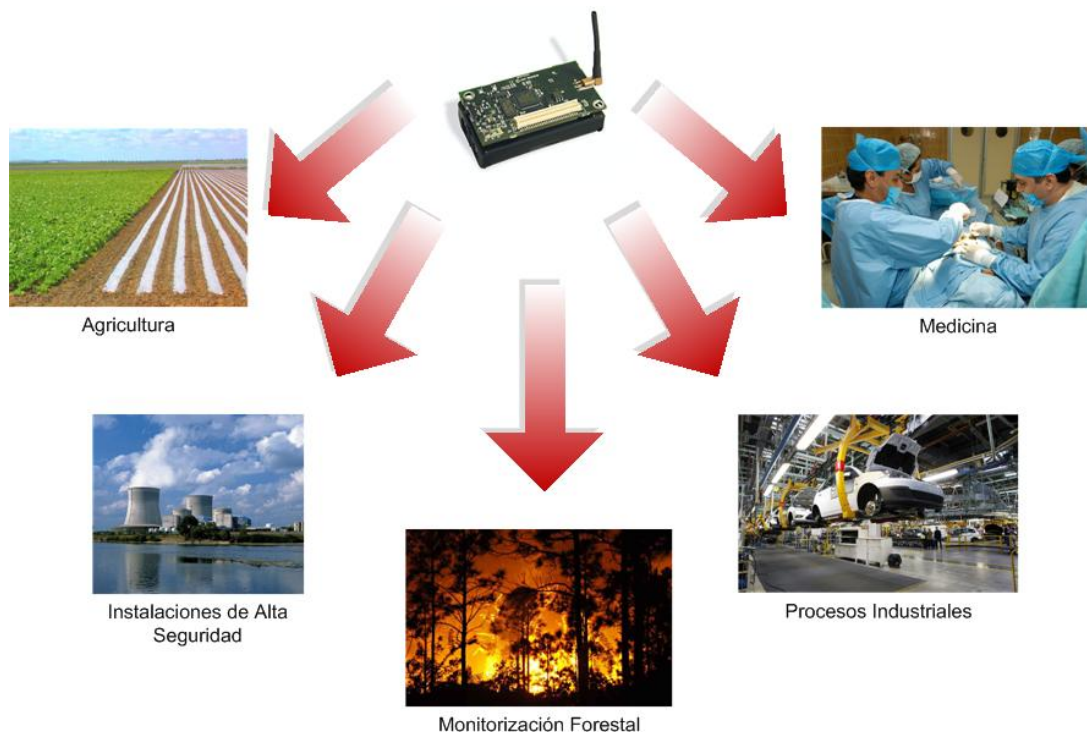 Agricultura
Medicina
Instalaciones de Alta
Seguridad
Procesos Industriales
Monitorización Forestal